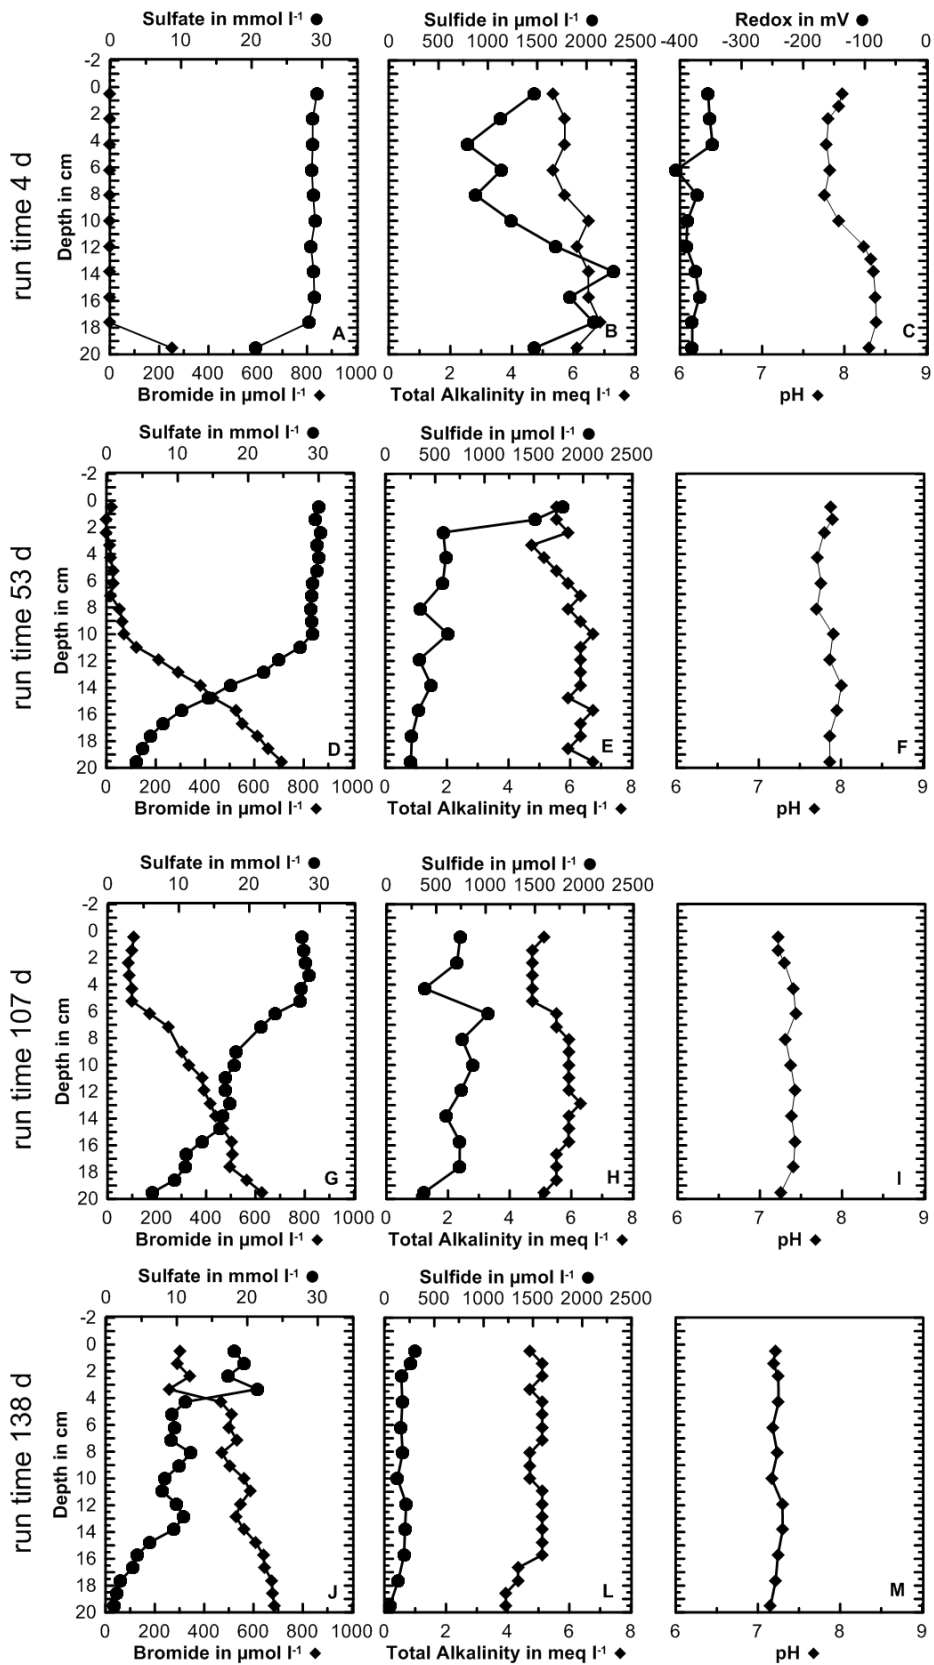 Sulfate in mmol l-1 ●
Sulfide in µmol l-1 ●
Redox in mV ●
0 10 20 30
0 500 1000 1500 2000 2500
-400 -300 -200 -100 0
run time 4 d
Depth in cm
-2
0
2
4
6
8
10
12
14
16
18
20
A
B
C
0 200 400 600 800 1000
0 2 4 6 8
6 7 8 9
Bromide in µmol l-1 ◆
Total Alkalinity in meq l-1 ◆
pH ◆
Sulfate in mmol l-1 ●
Sulfide in µmol l-1 ●
0 10 20 30
0 500 1000 1500 2000 2500
run time 53 d
Depth in cm
-2
0
2
4
6
8
10
12
14
16
18
20
D
E
F
0 200 400 600 800 1000
0 2 4 6 8
6 7 8 9
Bromide in µmol l-1 ◆
Total Alkalinity in meq l-1 ◆
pH ◆
Sulfate in mmol l-1 ●
Sulfide in µmol l-1 ●
0 10 20 30
0 500 1000 1500 2000 2500
run time 107 d
Depth in cm
-2
0
2
4
6
8
10
12
14
16
18
20
G
H
I
0 200 400 600 800 1000
0 2 4 6 8
6 7 8 9
Bromide in µmol l-1 ◆
Total Alkalinity in meq l-1 ◆
pH ◆
Sulfate in mmol l-1 ●
Sulfide in µmol l-1 ●
0 10 20 30
0 500 1000 1500 2000 2500
run time 138 d
Depth in cm
-2
0
2
4
6
8
10
12
14
16
18
20
J
L
M
0 200 400 600 800 1000
0 2 4 6 8
6 7 8 9
Bromide in µmol l-1 ◆
Total Alkalinity in meq l-1 ◆
pH ◆